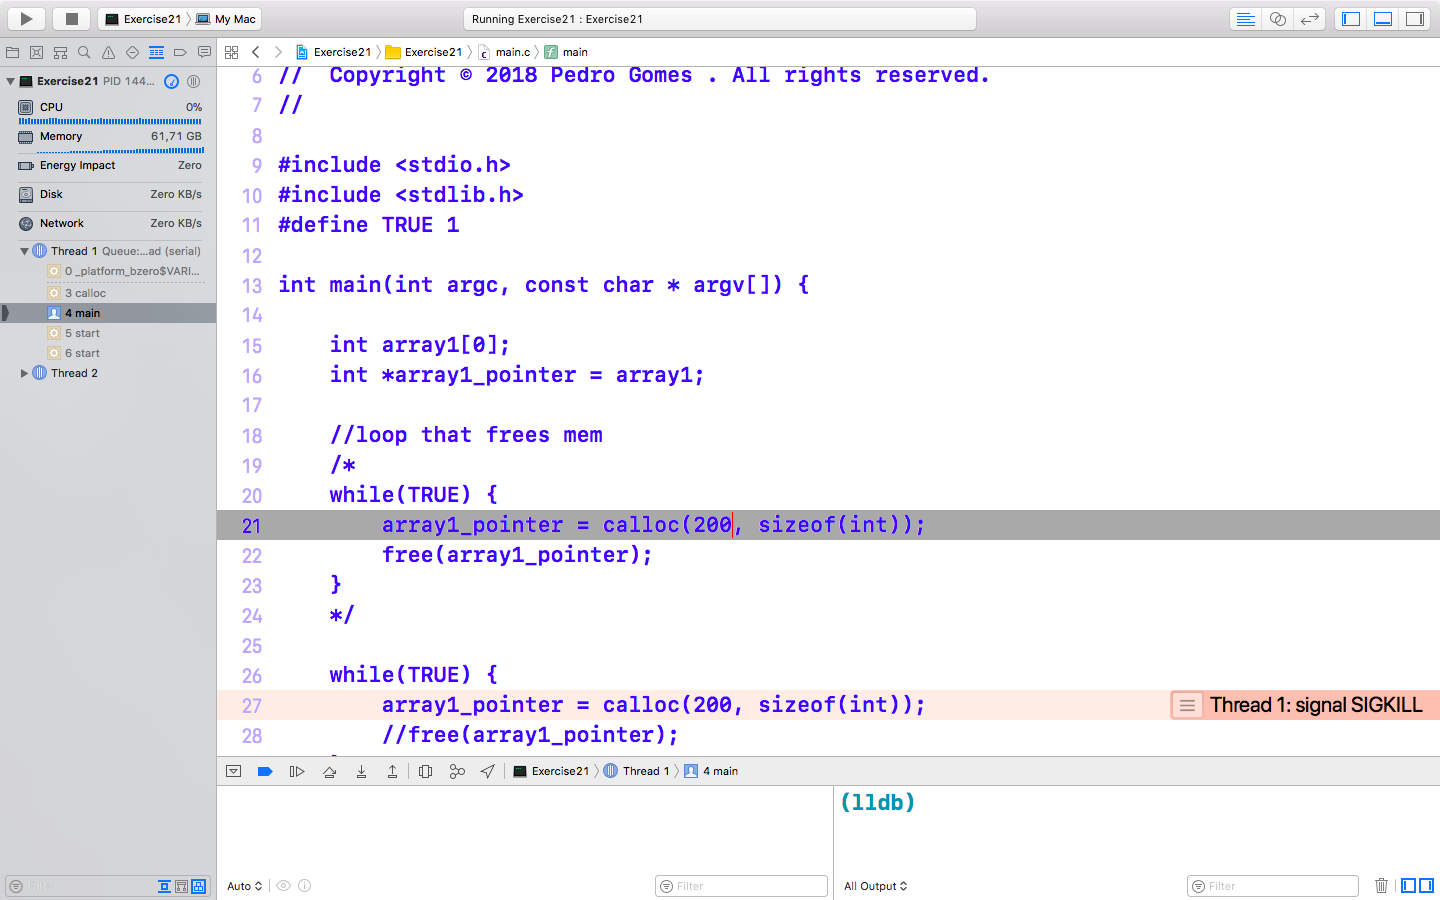 Exercise21 My Mac
Running Exercise21 : Exercise21
Exercise21 Exercise21 main.c main
Exercise21 PID 144...
CPU 0%
Memory 61,71 GB
Energy Impact Zero
Disk Zero KB/s
Network Zero KB/s
Thread 1 Queue:...ad (serial)
0 _platform_bzero$VARI...
3 calloc
4 main
5 start
6 start
Thread 2
Filter
6 //  Copyright © 2018 Pedro Gomes . All rights reserved.
7 //
8
9 #include <stdio.h>
10 #include <stdlib.h>
11 #define TRUE 1
12
13 int main(int argc, const char * argv[]) {
14
15     int array1[0];
16     int *array1_pointer = array1;
17
18     //loop that frees mem
19     /*
20     while(TRUE) {
21         array1_pointer = calloc(200, sizeof(int));
22         free(array1_pointer);
23     }
24     */
25
26     while(TRUE) {
27         array1_pointer = calloc(200, sizeof(int)); Thread 1: signal SIGKILL
28         //free(array1_pointer);
Exercise21 Thread 1 4 main
(lldb)
Auto Filter All Output Filter